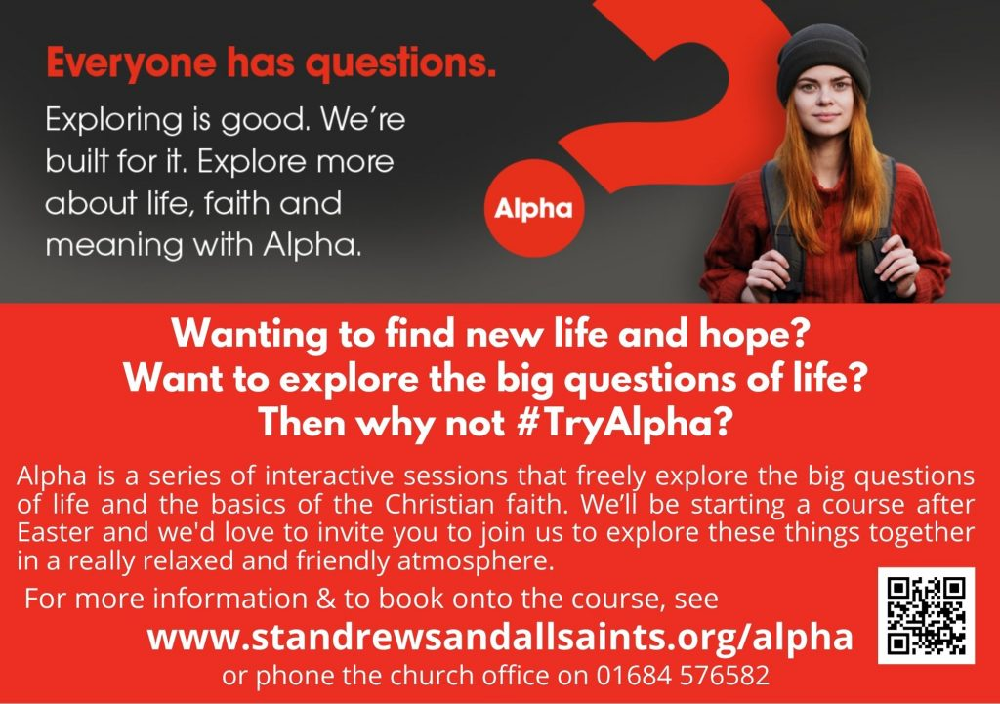 Everyone has questions.
Exploring is good. We're
built for it. Explore more
about life, faith and
meaning with Alpha.
Alpha
Wanting to find new life and hope?
Want to explore the big questions of life?
Then why not #TryAlpha?
Alpha is a series of interactive sessions that freely explore the big questions
of life and the basics of the Christian faith. We'll be starting a course after
Easter and we'd love to invite you to join us to explore these things together
in a really relaxed and friendly atmosphere.
For more information & to book onto the course, see
www.standrewsandallsaints.org/alpha
or phone the church office on 01684 576582